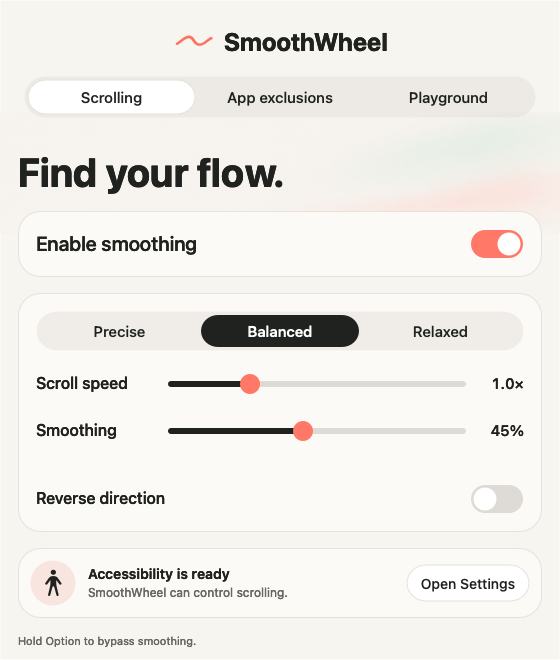 SmoothWheel
Scrolling
App exclusions
Playground
Find your flow.
Enable smoothing
Precise
Balanced
Relaxed
Scroll speed
1.0×
Smoothing
45%
Reverse direction
Accessibility is ready
SmoothWheel can control scrolling.
Open Settings
Hold Option to bypass smoothing.